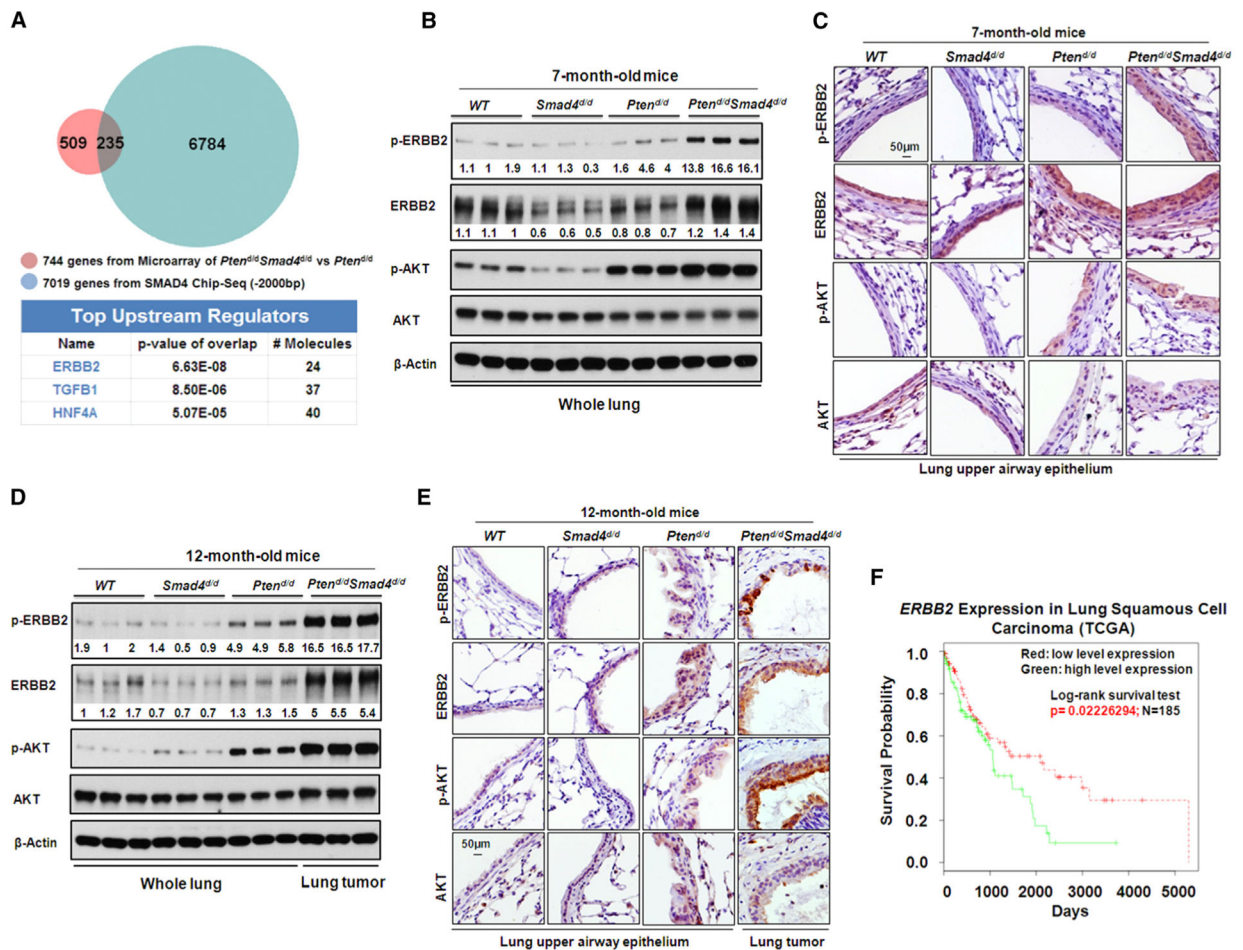 A
509 235 6784
744 genes from Microarray of Pten^d/d Smad4^d/d vs Pten^d/d
7019 genes from SMAD4 Chip-Seq (-2000bp)
Top Upstream Regulators
Name p-value of overlap # Molecules
ERBB2 6.63E-08 24
TGFB1 8.50E-06 37
HNF4A 5.07E-05 40
B
7-month-old mice
WT Smad4^d/d Pten^d/d Pten^d/d Smad4^d/d
p-ERBB2
1.1 1 1.9 1.1 1.3 0.3 1.6 4.6 4 13.8 16.6 16.1
ERBB2
1.1 1.1 1 0.6 0.6 0.5 0.8 0.8 0.7 1.2 1.4 1.4
p-AKT
AKT
β-Actin
Whole lung
C
7-month-old mice
WT Smad4^d/d Pten^d/d Pten^d/d Smad4^d/d
p-ERBB2
50µm
ERBB2
p-AKT
AKT
Lung upper airway epithelium
D
12-month-old mice
WT Smad4^d/d Pten^d/d Pten^d/d Smad4^d/d
p-ERBB2
1.9 1 2 1.4 0.5 0.9 4.9 4.9 5.8 16.5 16.5 17.7
ERBB2
1 1.2 1.7 0.7 0.7 0.7 1.3 1.3 1.5 5 5.5 5.4
p-AKT
AKT
β-Actin
Whole lung Lung tumor
E
12-month-old mice
WT Smad4^d/d Pten^d/d Pten^d/d Smad4^d/d
p-ERBB2
ERBB2
p-AKT
AKT
50µm
Lung upper airway epithelium Lung tumor
F
ERBB2 Expression in Lung Squamous Cell
Carcinoma (TCGA)
Red: low level expression
Green: high level expression
Log-rank survival test
p= 0.02226294; N=185
Survival Probability
1.0
0.8
0.6
0.4
0.2
0.0
0 1000 2000 3000 4000 5000
Days